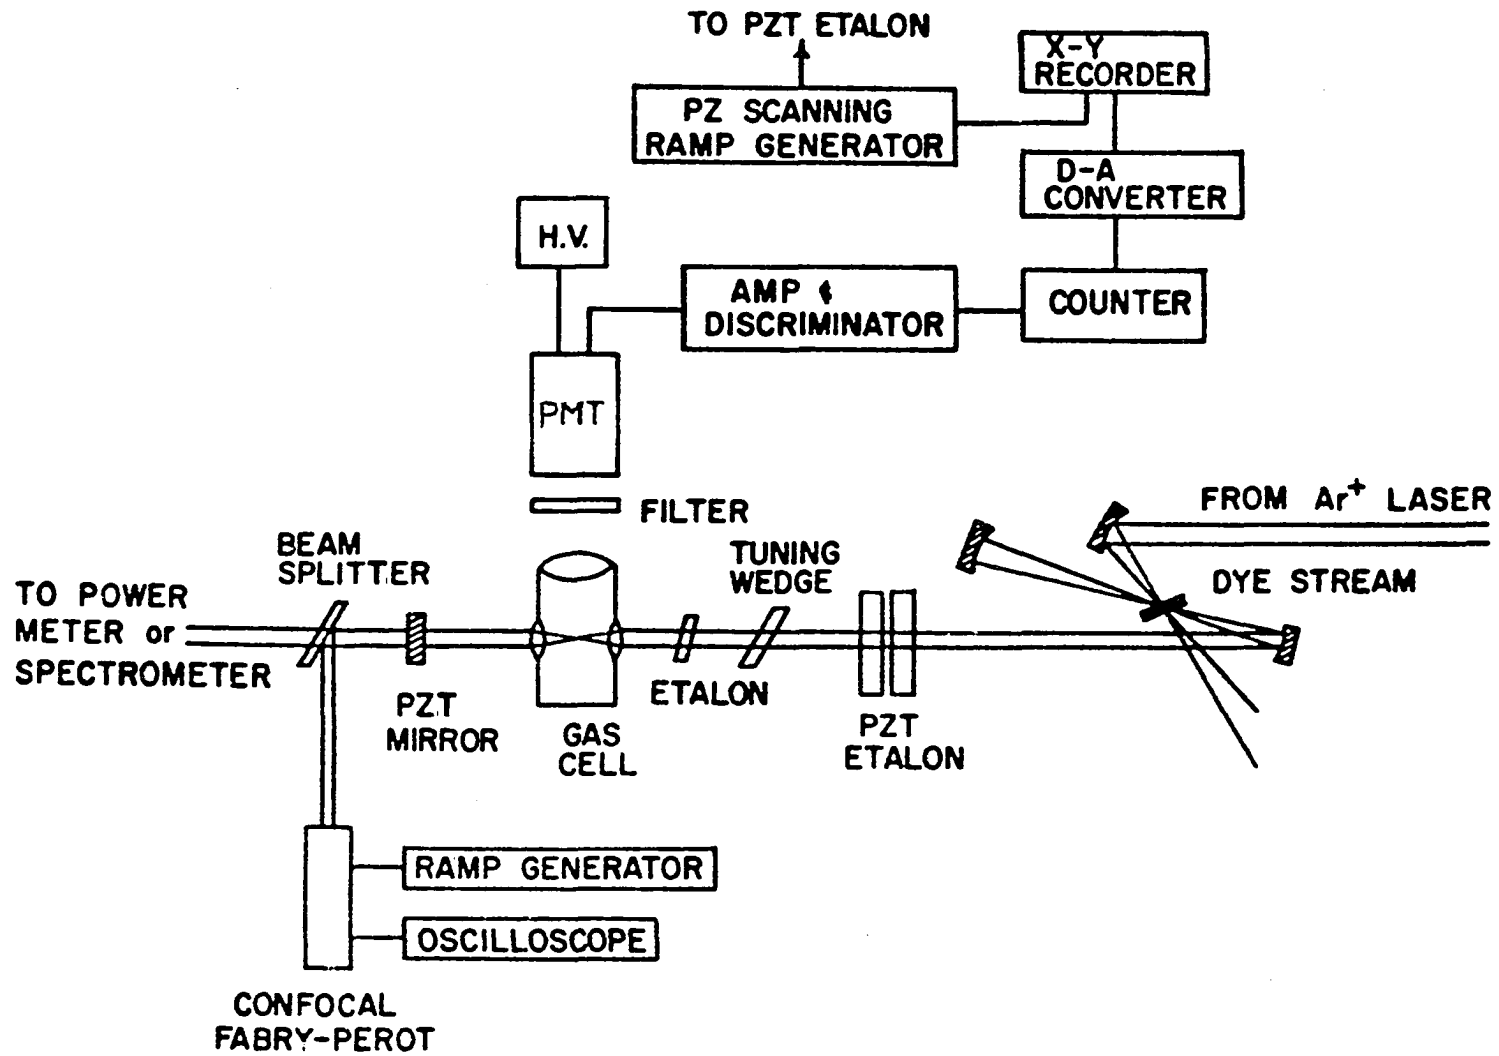 TO PZT ETALON
X-Y
RECORDER
PZ SCANNING
RAMP GENERATOR
D-A
CONVERTER
H.V.
AMP &
DISCRIMINATOR
COUNTER
PMT
FILTER
FROM Ar+ LASER
BEAM
SPLITTER
TUNING
WEDGE
DYE STREAM
TO POWER
METER or
SPECTROMETER
ETALON
PZT
MIRROR
GAS
CELL
PZT
ETALON
RAMP GENERATOR
OSCILLOSCOPE
CONFOCAL
FABRY-PEROT